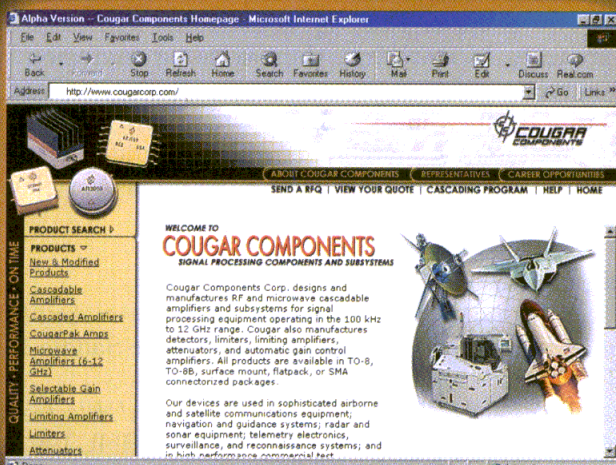 Alpha Version -- Cougar Components Homepage - Microsoft Internet Explorer
File Edit View Favorites Tools Help
Back Forward Stop Refresh Home Search Favorites History Mail Print Edit Discuss Real.com
Address http://www.cougarcorp.com/ Go Links »
COUGAR
COMPONENTS
ABOUT COUGAR COMPONENTS REPRESENTATIVES CAREER OPPORTUNITIES
SEND A RFQ | VIEW YOUR QUOTE | CASCADING PROGRAM | HELP | HOME
QUALITY • PERFORMANCE • ON TIME
PRODUCT SEARCH
PRODUCTS
New & Modified
Products
Cascadable
Amplifiers
Cascaded Amplifiers
CougarPak Amps
Microwave
Amplifiers (6-12
GHz)
Selectable Gain
Amplifiers
Limiting Amplifiers
Limiters
Attenuators
WELCOME TO
COUGAR COMPONENTS
SIGNAL PROCESSING COMPONENTS AND SUBSYSTEMS
Cougar Components Corp. designs and
manufactures RF and microwave cascadable
amplifiers and subsystems for signal
processing equipment operating in the 100 kHz
to 12 GHz range. Cougar also manufactures
detectors, limiters, limiting amplifiers,
attenuators, and automatic gain control
amplifiers. All products are available in TO-8,
TO-8B, surface mount, flatpack, or SMA
connectorized packages.
Our devices are used in sophisticated airborne
and satellite communications equipment;
navigation and guidance systems; radar and
sonar equipment; telemetry electronics,
surveillance, and reconnaissance systems; and
in high performance commercial test